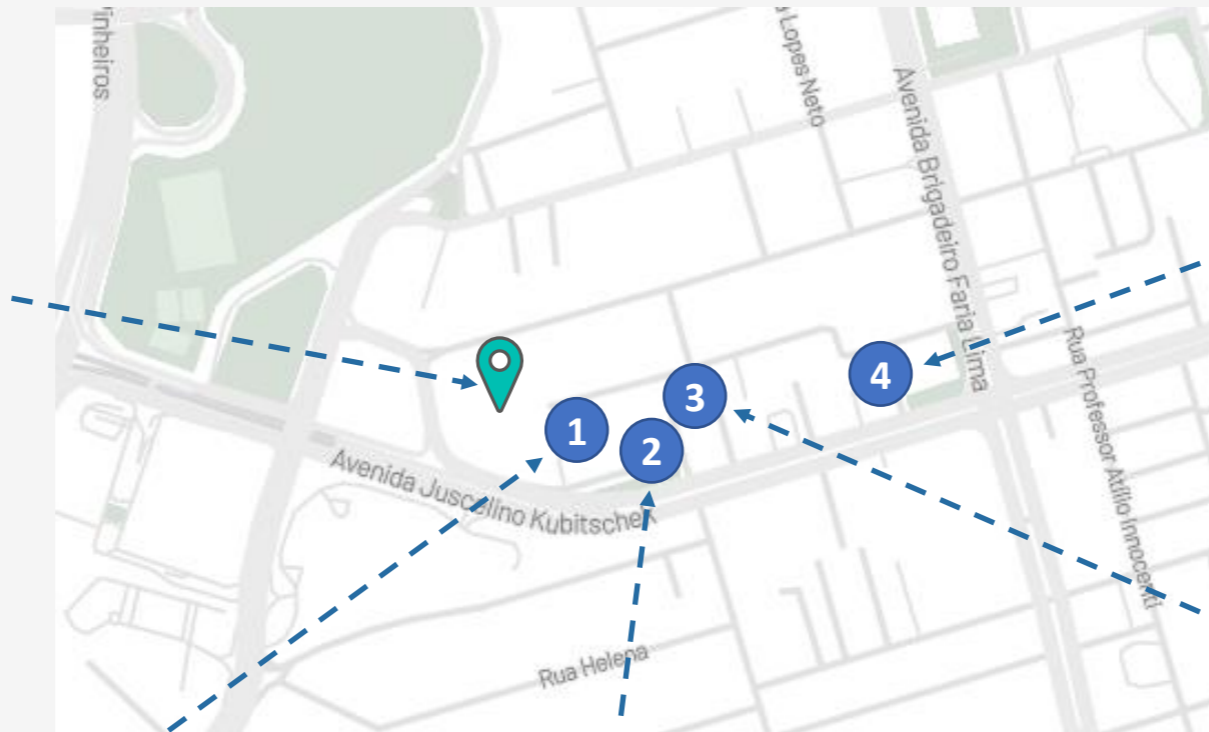 inheiros
Lopes Neto
Avenida Brigadeiro Faria Lima
4
3
1
2
Rua Professor Atílio Innocenti
Avenida Juscelino Kubitschek
Rua Helena